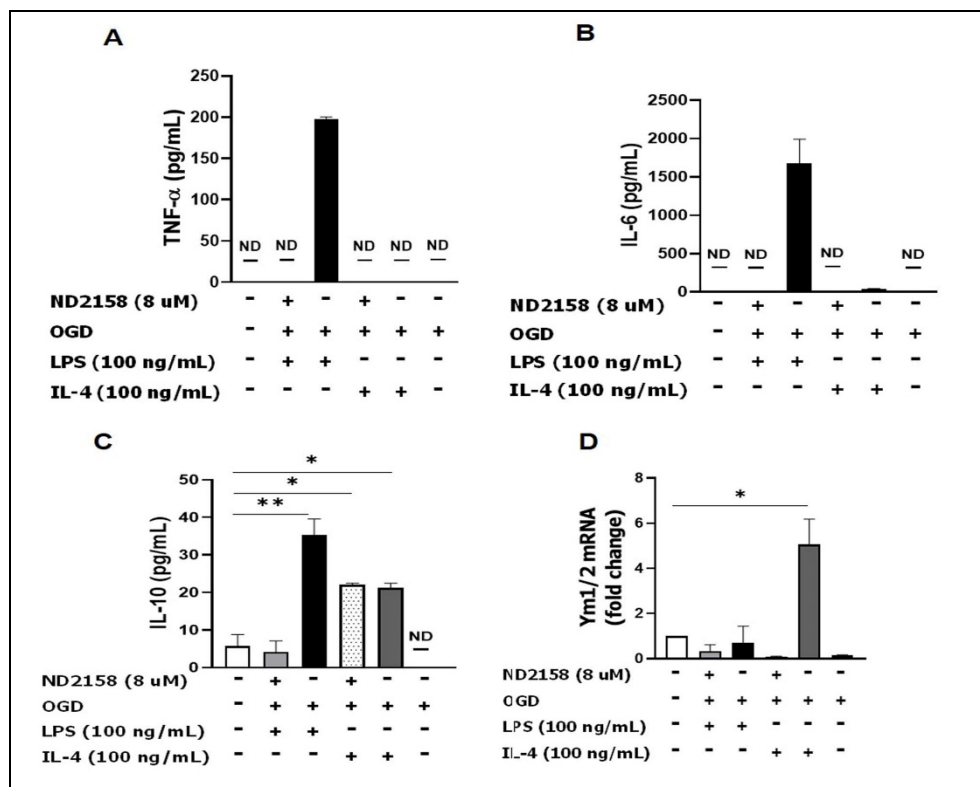 A
TNF-α (pg/mL)
250
200
150
100
50
0
ND ND ND ND ND
ND2158 (8 uM) - + - + - -
OGD - + + + + +
LPS (100 ng/mL) - + + - - -
IL-4 (100 ng/mL) - - - + + -
B
IL-6 (pg/mL)
2500
2000
1500
1000
500
0
ND ND ND ND
ND2158 (8 uM) - + - + - -
OGD - + + + + +
LPS (100 ng/mL) - + + - - -
IL-4 (100 ng/mL) - - - + + -
C
IL-10 (pg/mL)
50
40
30
20
10
0
*
*
**
ND
ND2158 (8 uM) - + - + - -
OGD - + + + + +
LPS (100 ng/mL) - + + - - -
IL-4 (100 ng/mL) - - - + + -
D
Ym1/2 mRNA
(fold change)
8
6
4
2
0
*
ND2158 (8 uM) - + - + - -
OGD - + + + + +
LPS (100 ng/mL) - + + - - -
IL-4 (100 ng/mL) - - - + + -